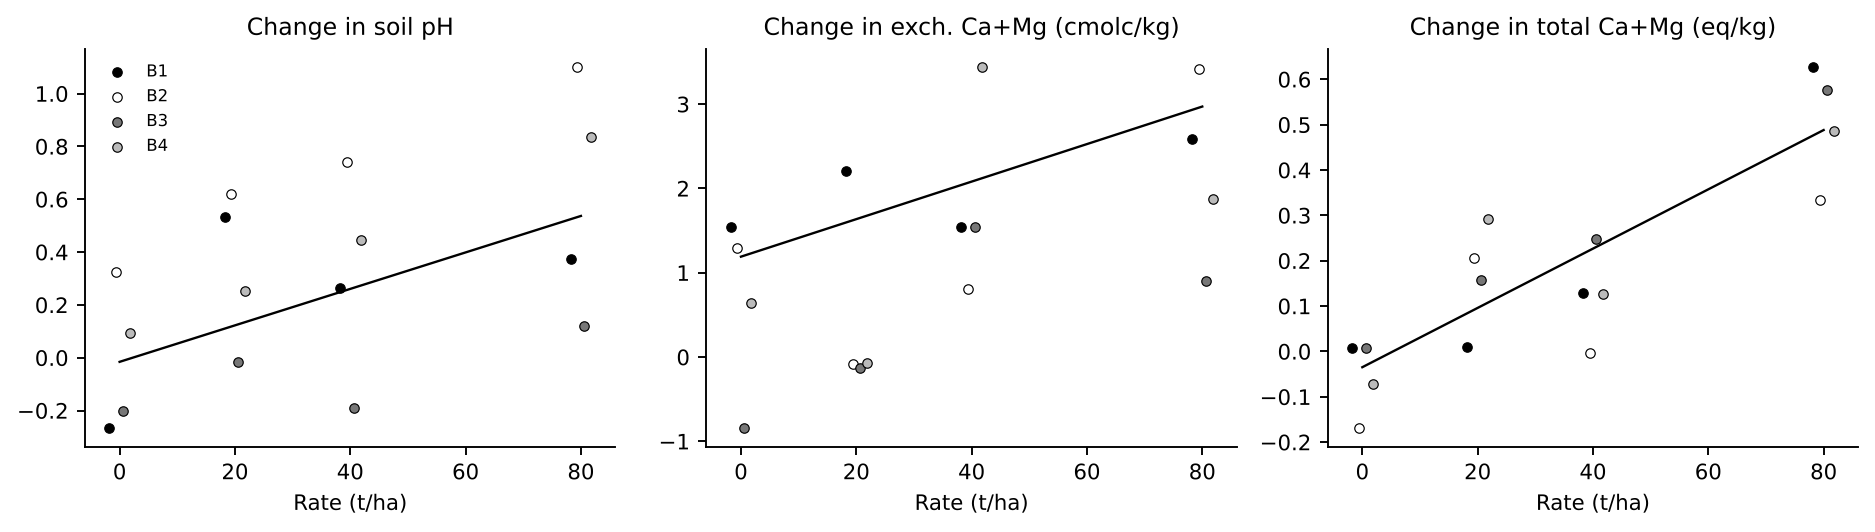 Change in soil pH
B1
B2
B3
B4
1.0
0.8
0.6
0.4
0.2
0.0
−0.2
0 20 40 60 80
Rate (t/ha)
Change in exch. Ca+Mg (cmolc/kg)
3
2
1
0
−1
0 20 40 60 80
Rate (t/ha)
Change in total Ca+Mg (eq/kg)
0.6
0.5
0.4
0.3
0.2
0.1
0.0
−0.1
−0.2
0 20 40 60 80
Rate (t/ha)